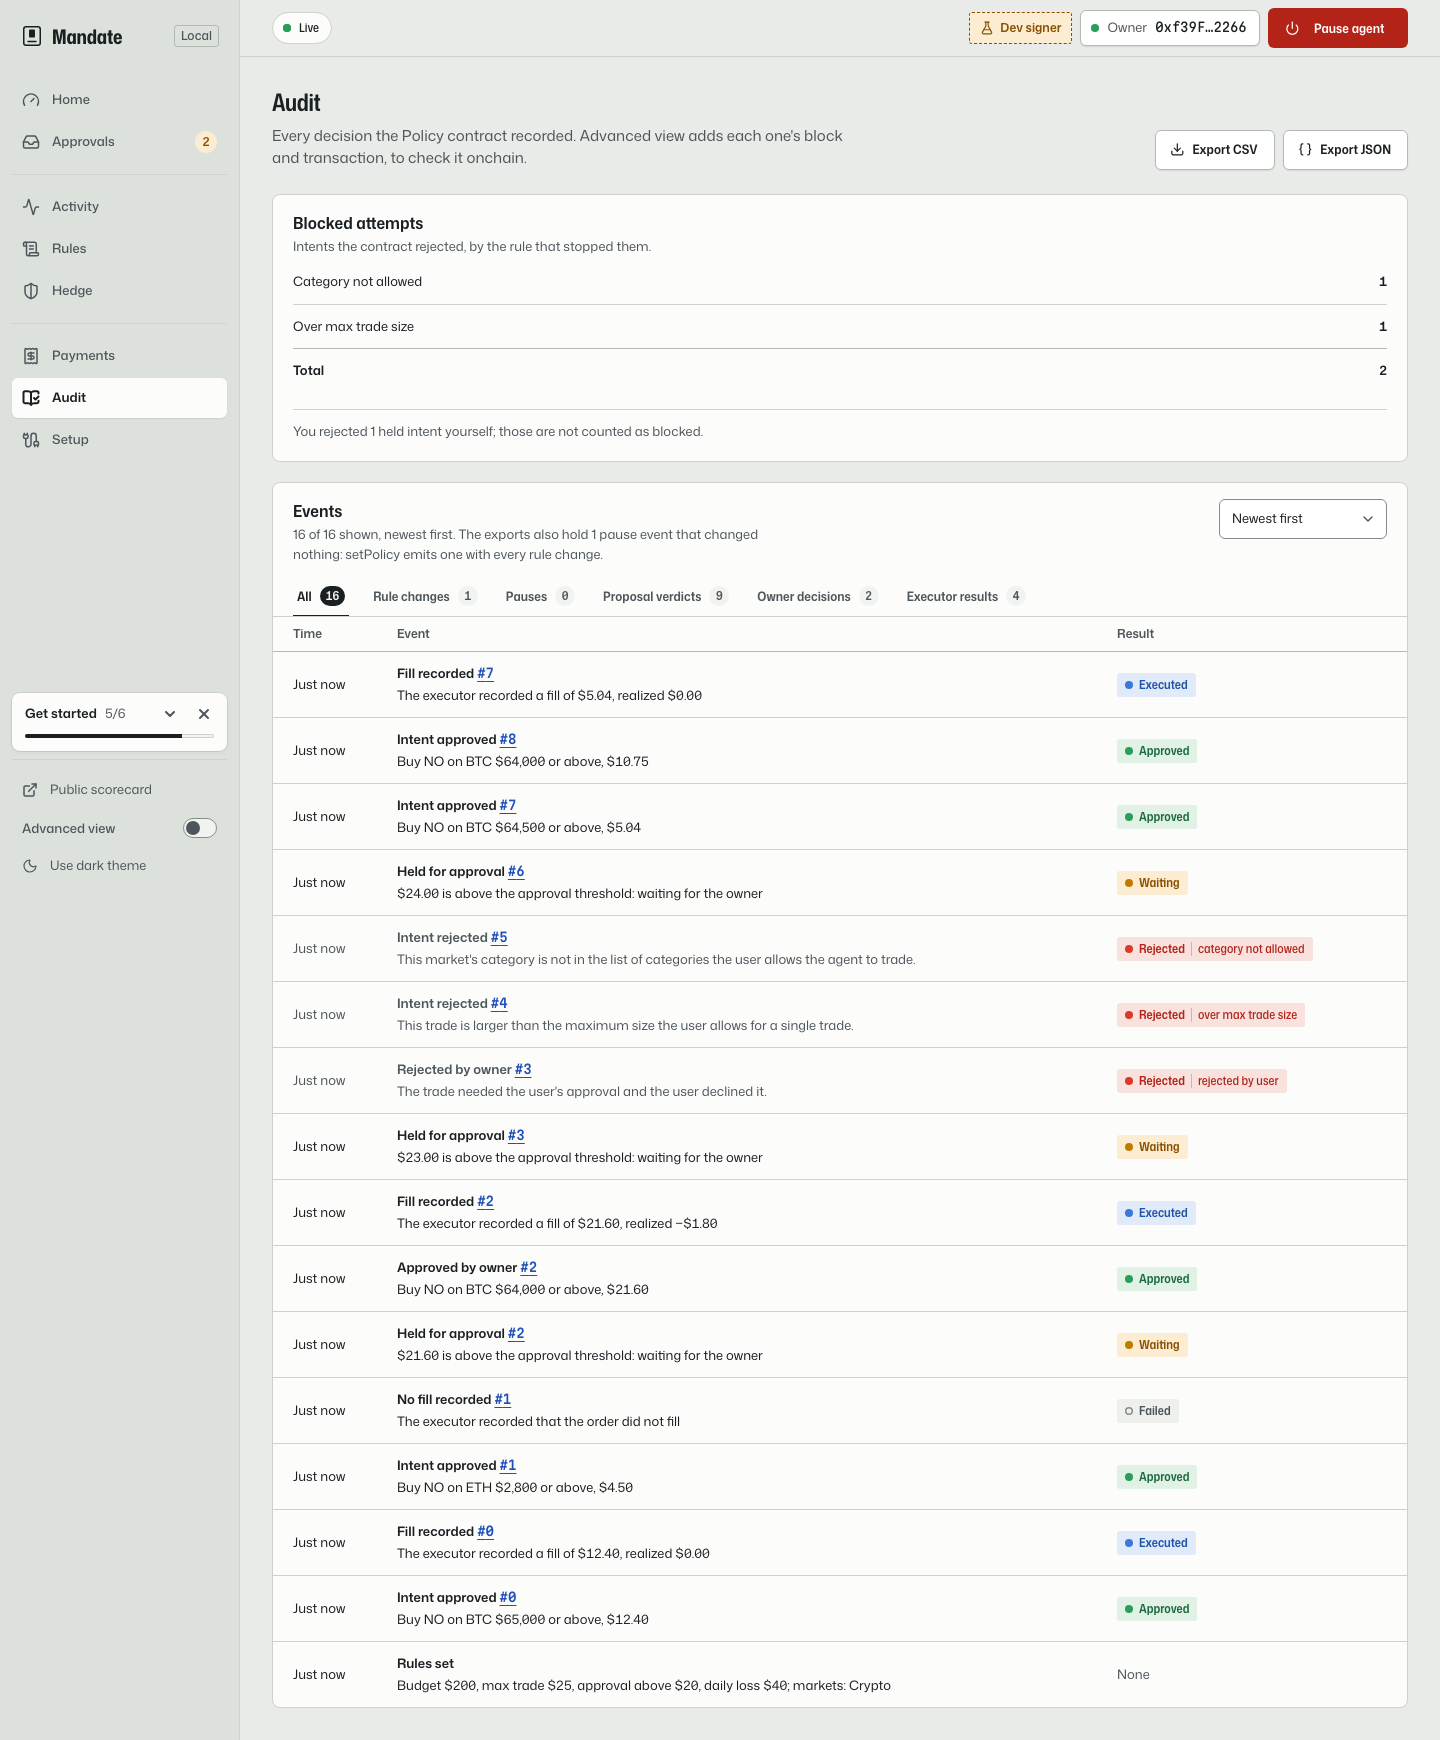 Mandate
Local
Home
Approvals 2
Activity
Rules
Hedge
Payments
Audit
Setup
Get started 5/6
Public scorecard
Advanced view
Use dark theme
Live
Dev signer
Owner 0xf39F…2266
Pause agent
Audit
Every decision the Policy contract recorded. Advanced view adds each one's block
and transaction, to check it onchain.
Export CSV
Export JSON
Blocked attempts
Intents the contract rejected, by the rule that stopped them.
Category not allowed 1
Over max trade size 1
Total 2
You rejected 1 held intent yourself; those are not counted as blocked.
Events
16 of 16 shown, newest first. The exports also hold 1 pause event that changed
nothing: setPolicy emits one with every rule change.
Newest first
All 16 Rule changes 1 Pauses 0 Proposal verdicts 9 Owner decisions 2 Executor results 4
Time Event Result
Fill recorded #7
Just now
The executor recorded a fill of $5.04, realized $0.00
Executed
Intent approved #8
Just now
Buy NO on BTC $64,000 or above, $10.75
Approved
Intent approved #7
Just now
Buy NO on BTC $64,500 or above, $5.04
Approved
Held for approval #6
Just now
$24.00 is above the approval threshold: waiting for the owner
Waiting
Intent rejected #5
Just now
This market's category is not in the list of categories the user allows the agent to trade.
Rejected | category not allowed
Intent rejected #4
Just now
This trade is larger than the maximum size the user allows for a single trade.
Rejected | over max trade size
Rejected by owner #3
Just now
The trade needed the user's approval and the user declined it.
Rejected | rejected by user
Held for approval #3
Just now
$23.00 is above the approval threshold: waiting for the owner
Waiting
Fill recorded #2
Just now
The executor recorded a fill of $21.60, realized −$1.80
Executed
Approved by owner #2
Just now
Buy NO on BTC $64,000 or above, $21.60
Approved
Held for approval #2
Just now
$21.60 is above the approval threshold: waiting for the owner
Waiting
No fill recorded #1
Just now
The executor recorded that the order did not fill
Failed
Intent approved #1
Just now
Buy NO on ETH $2,800 or above, $4.50
Approved
Fill recorded #0
Just now
The executor recorded a fill of $12.40, realized $0.00
Executed
Intent approved #0
Just now
Buy NO on BTC $65,000 or above, $12.40
Approved
Rules set
Just now
Budget $200, max trade $25, approval above $20, daily loss $40; markets: Crypto
None